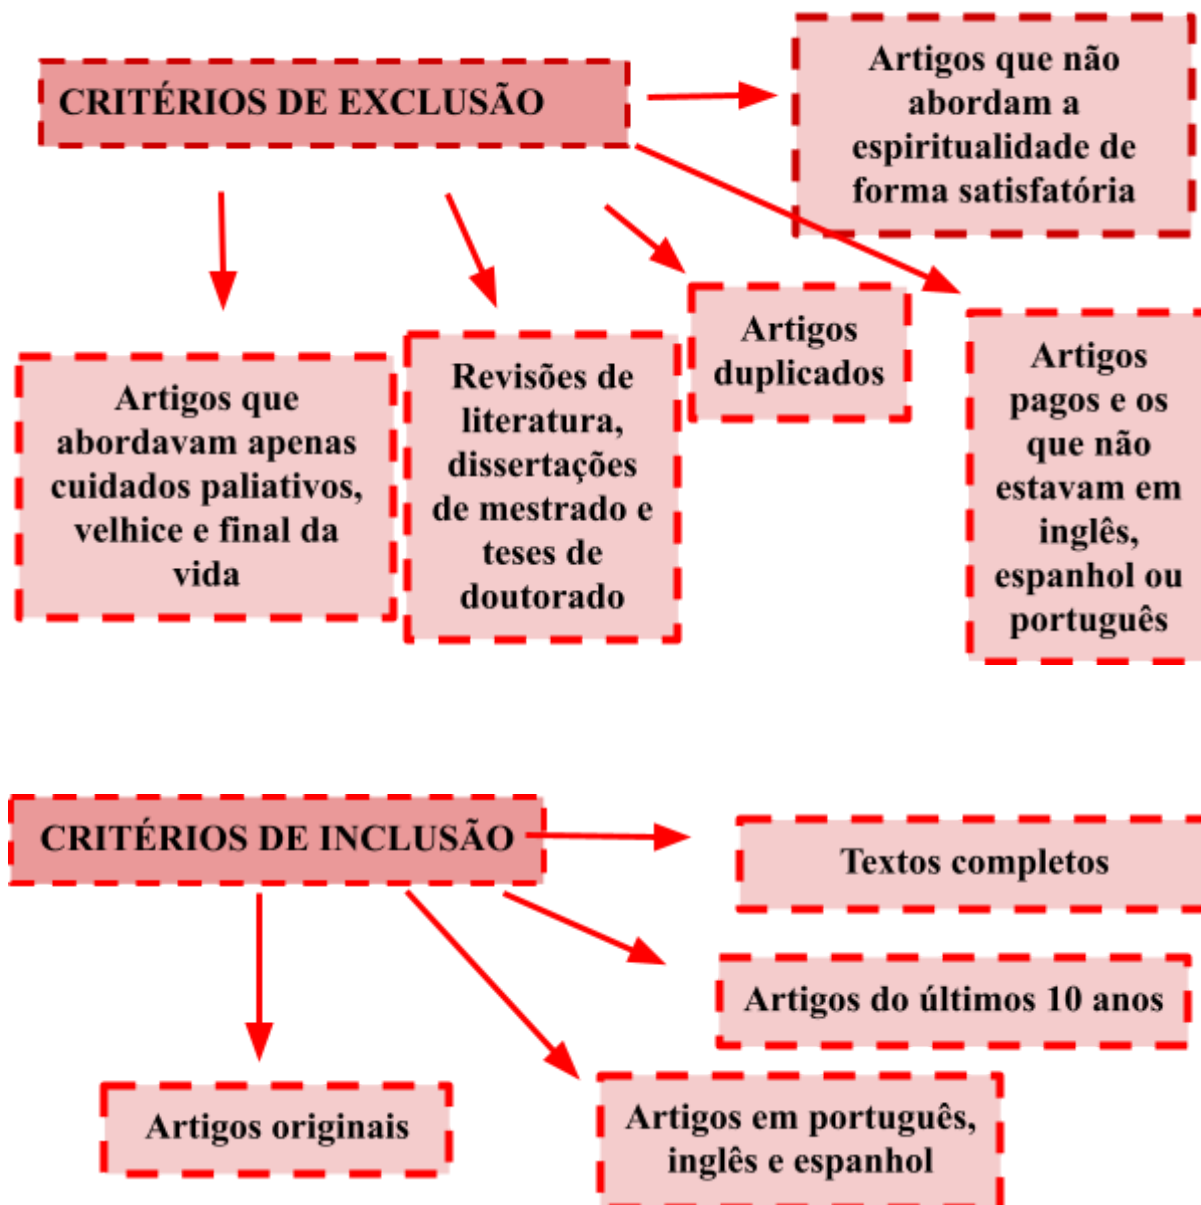 CRITÉRIOS DE EXCLUSÃO
Artigos que não
abordam a
espiritualidade de
forma satisfatória
Artigos que
abordavam apenas
cuidados paliativos,
velhice e final da
vida
Revisões de
literatura,
dissertações
de mestrado e
teses de
doutorado
Artigos
duplicados
Artigos
pagos e os
que não
estavam em
inglês,
espanhol ou
português
CRITÉRIOS DE INCLUSÃO
Textos completos
Artigos do últimos 10 anos
Artigos originais
Artigos em português,
inglês e espanhol